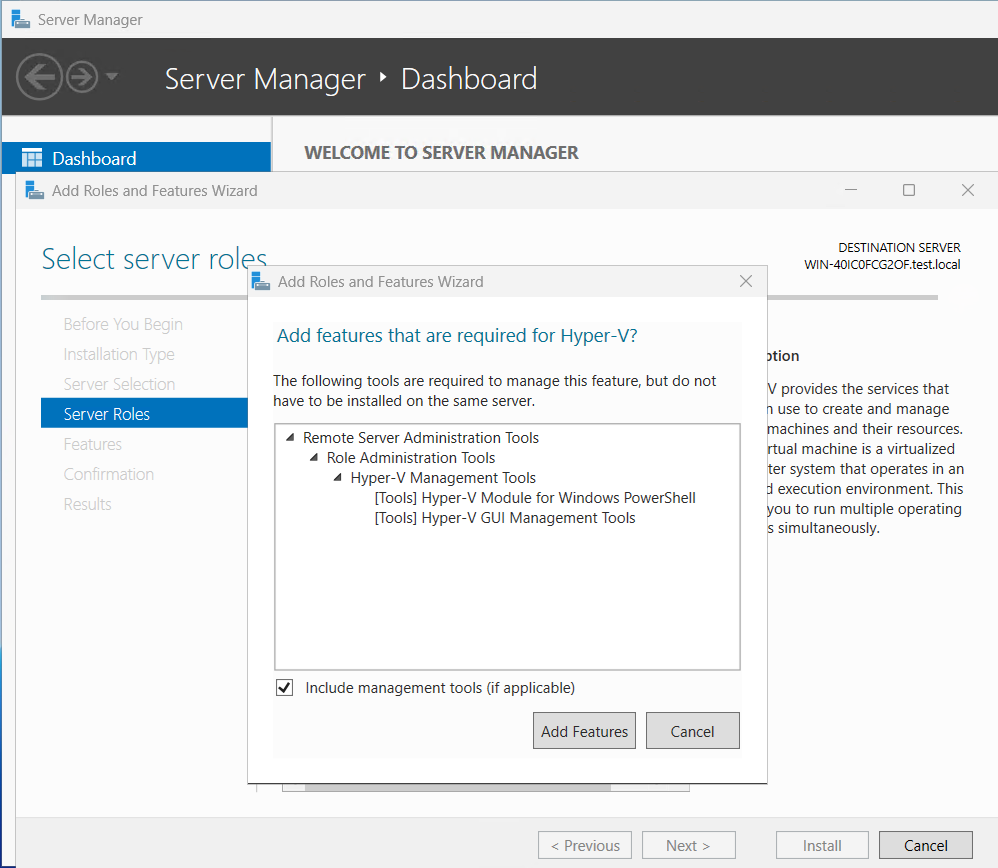 Server Manager
Server Manager ‣ Dashboard
Dashboard
WELCOME TO SERVER MANAGER
Add Roles and Features Wizard
Select server roles
DESTINATION SERVER
WIN-40IC0FCG2OF.test.local
Before You Begin
Installation Type
Server Selection
Server Roles
Features
Confirmation
Results
Add Roles and Features Wizard
Add features that are required for Hyper-V?
The following tools are required to manage this feature, but do not
have to be installed on the same server.
Remote Server Administration Tools
Role Administration Tools
Hyper-V Management Tools
[Tools] Hyper-V Module for Windows PowerShell
[Tools] Hyper-V GUI Management Tools
Include management tools (if applicable)
Add Features
Cancel
V provides the services that
use to create and manage
machines and their resources.
machine is a virtualized
system that operates in an
execution environment. This
you to run multiple operating
simultaneously.
< Previous
Next >
Install
Cancel